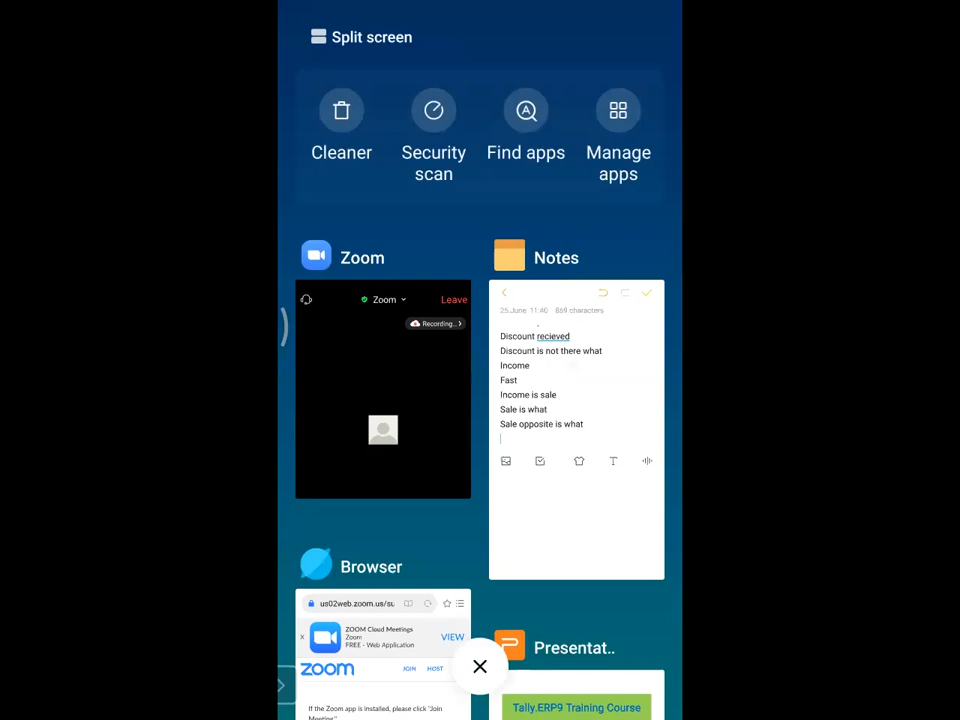 Split screen
Cleaner
Security scan
Find apps
Manage apps
Zoom
Zoom
Leave
Recording...
Notes
25 June 11:40 869 characters
Discount recieved
Discount is not there what
Income
Fast
Income is sale
Sale is what
Sale opposite is what
T
Browser
us02web.zoom.us/su
x
ZOOM Cloud Meetings
Zoom
FREE - Web Application
VIEW
zoom
JOIN
HOST
If the Zoom app is installed, please click "Join
Meeting"
Presentat..
Tally.ERP9 Training Course